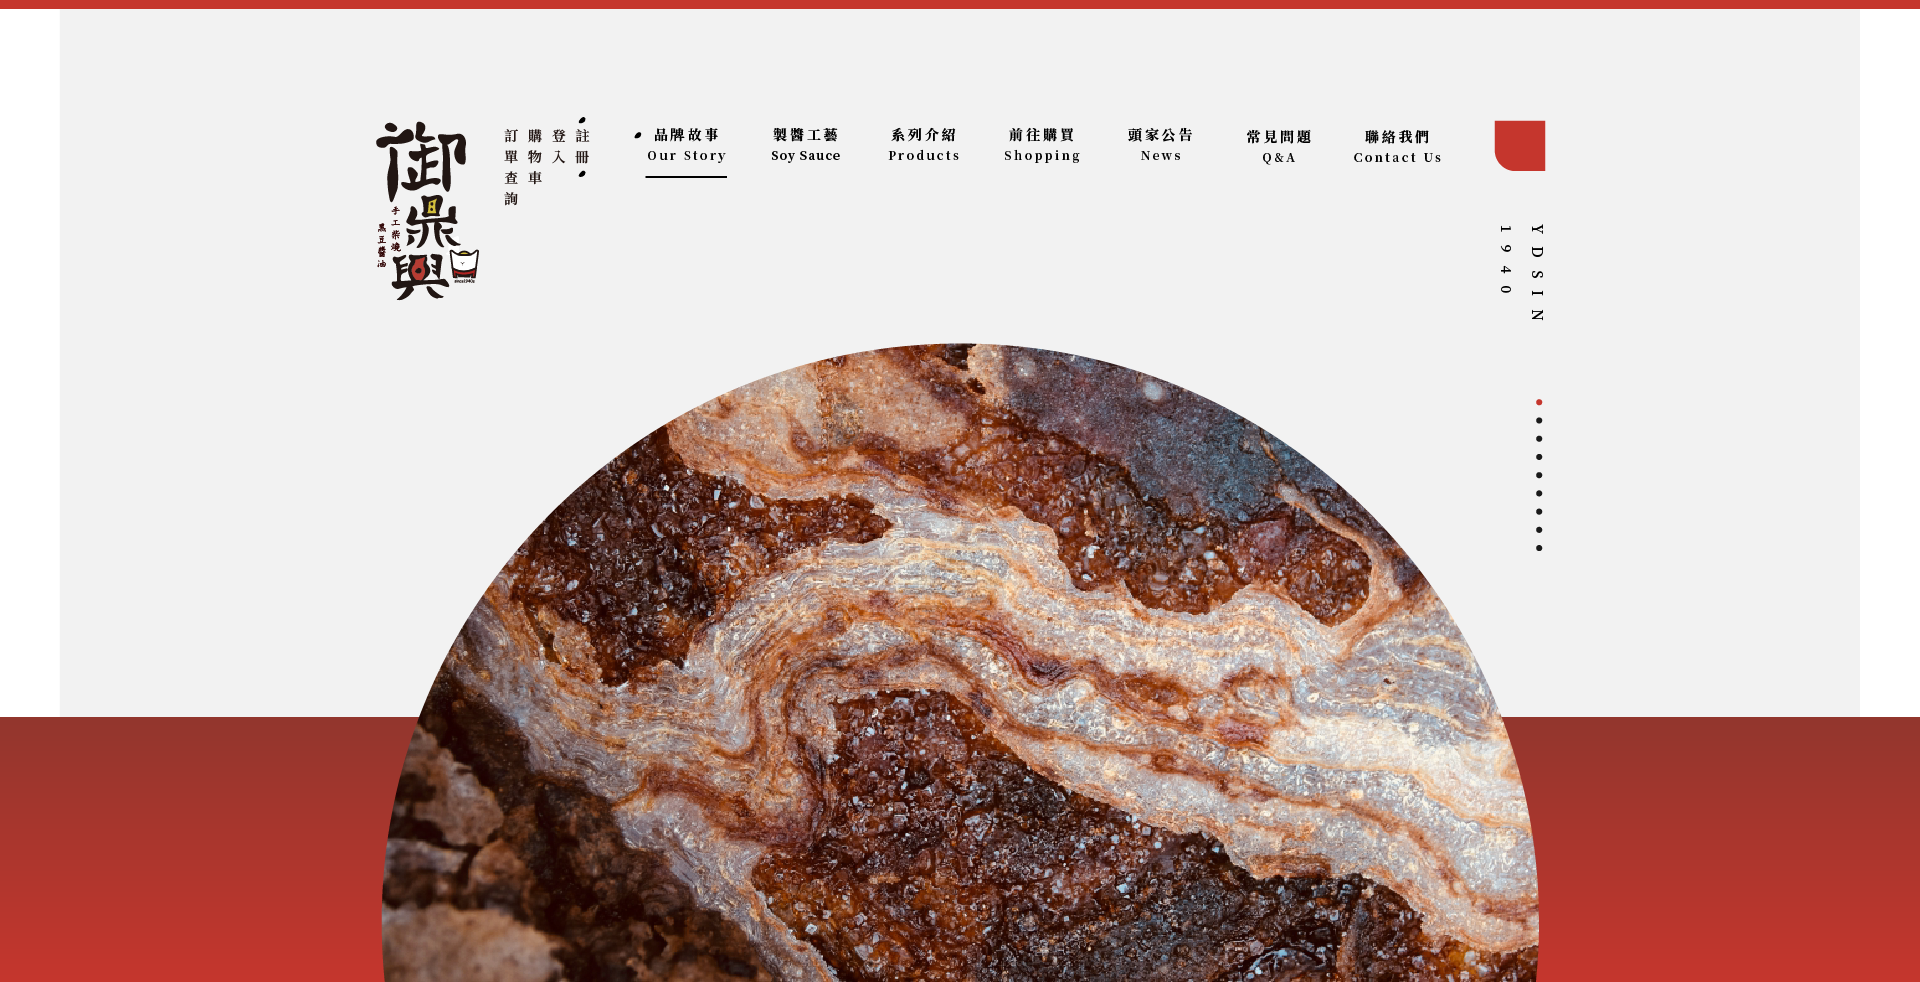 御鼎興
手工柴燒
黑豆醬油
since1940s
註冊
登入
購物車
訂單查詢
品牌故事
Our Story
製醬工藝
Soy Sauce
系列介紹
Products
前往購買
Shopping
頭家公告
News
常見問題
Q&A
聯絡我們
Contact Us
YDSIN
1940